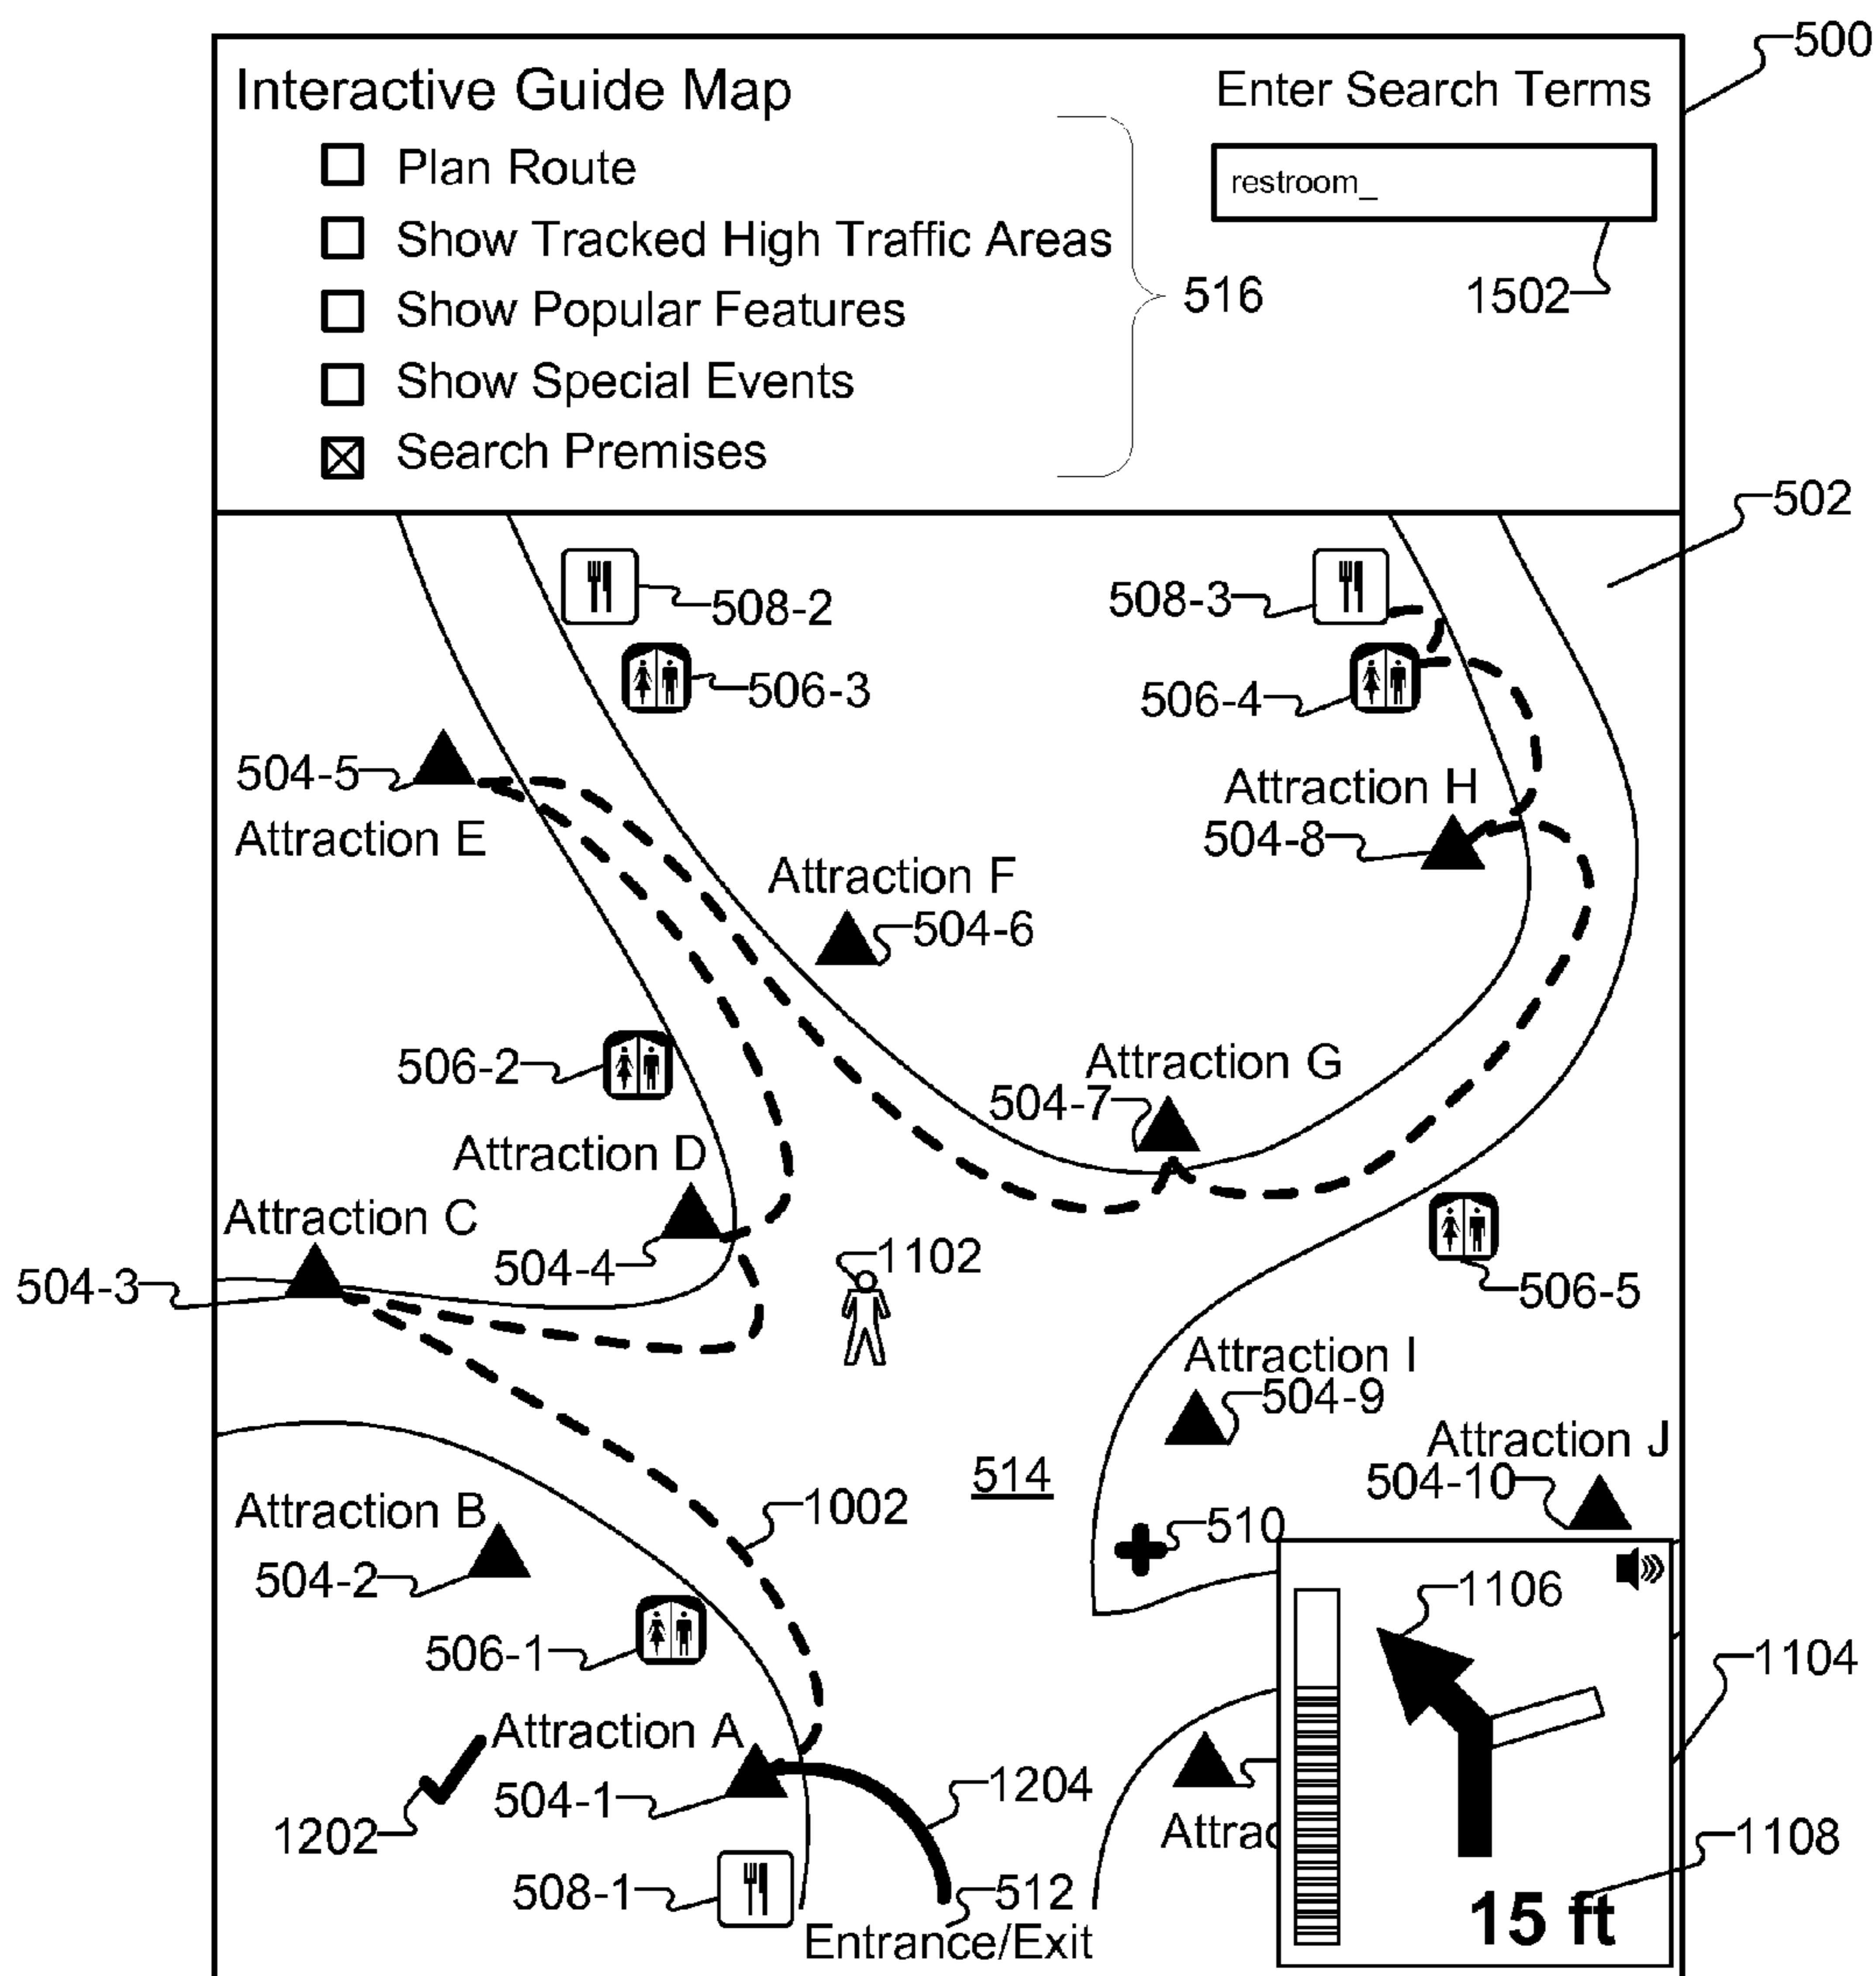 500
Interactive Guide Map
Enter Search Terms
Plan Route
restroom_
Show Tracked High Traffic Areas
516
1502
Show Popular Features
Show Special Events
Search Premises
502
508-2
508-3
506-3
506-4
504-5
Attraction H
Attraction E
504-8
Attraction F
504-6
506-2
Attraction G
504-7
Attraction D
Attraction C
504-4
1102
504-3
506-5
Attraction I
504-9
Attraction J
514
504-10
Attraction B
1002
510
504-2
1106
506-1
1104
Attraction A
504-1
1204
1202
Attrac
1108
508-1
512
15 ft
Entrance/Exit